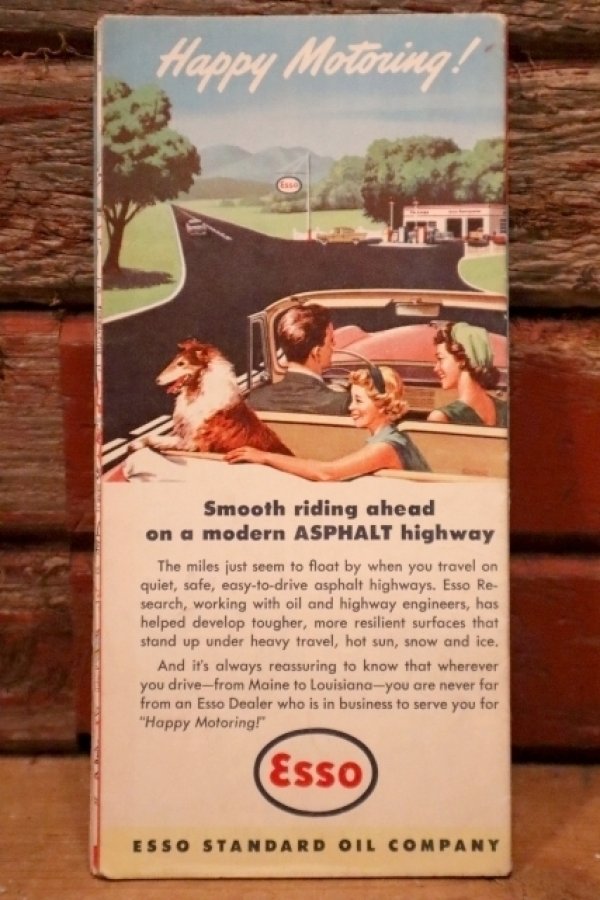 Happy Motoring!
Esso
Smooth riding ahead
on a modern ASPHALT highway
The miles just seem to float by when you travel on
quiet, safe, easy-to-drive asphalt highways. Esso Re-
search, working with oil and highway engineers, has
helped develop tougher, more resilient surfaces that
stand up under heavy travel, hot sun, snow and ice.
And it's always reassuring to know that wherever
you drive—from Maine to Louisiana—you are never far
from an Esso Dealer who is in business to serve you for
"Happy Motoring!"
Esso
ESSO STANDARD OIL COMPANY